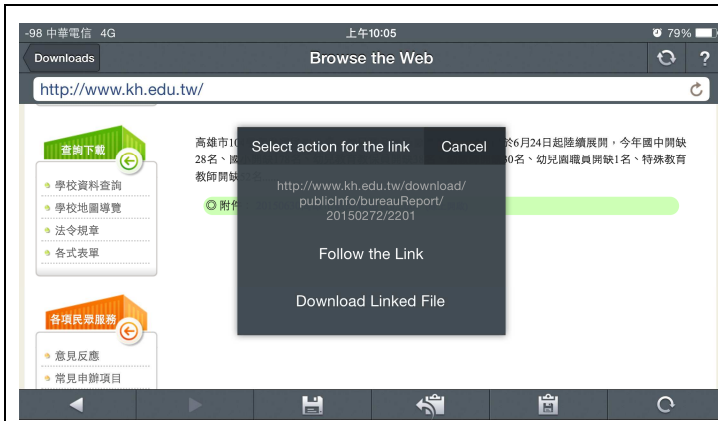 -98 中華電信 4G 上午10:05 79%
Downloads Browse the Web ?
http://www.kh.edu.tw/
查詢下載
學校資料查詢
學校地圖導覽
法令規章
各式表單
各項民眾服務
意見反應
常見申辦項目
高雄市10 於6月24日起陸續展開，今年國中開缺
28名、國 0名、幼兒園職員開缺1名、特殊教育
教師開缺
◎ 附件
Select action for the link Cancel
http://www.kh.edu.tw/download/
publicInfo/bureauReport/
20150272/2201
Follow the Link
Download Linked File